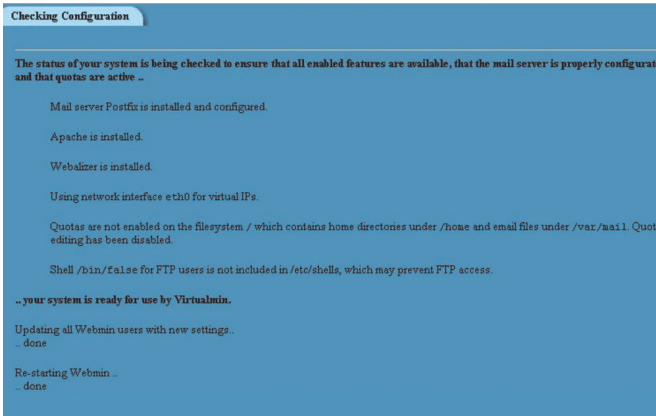 Checking Configuration
The status of your system is being checked to ensure that all enabled features are available, that the mail server is properly configurat
and that quotas are active ..
Mail server Postfix is installed and configured.
Apache is installed.
Webalizer is installed.
Using network interface eth0 for virtual IPs.
Quotas are not enabled on the filesystem / which contains home directories under /home and email files under /var/mail. Quot
editing has been disabled.
Shell /bin/false for FTP users is not included in /etc/shells, which may prevent FTP access.
.. your system is ready for use by Virtualmin.
Updating all Webmin users with new settings..
.. done
Re-starting Webmin ..
.. done